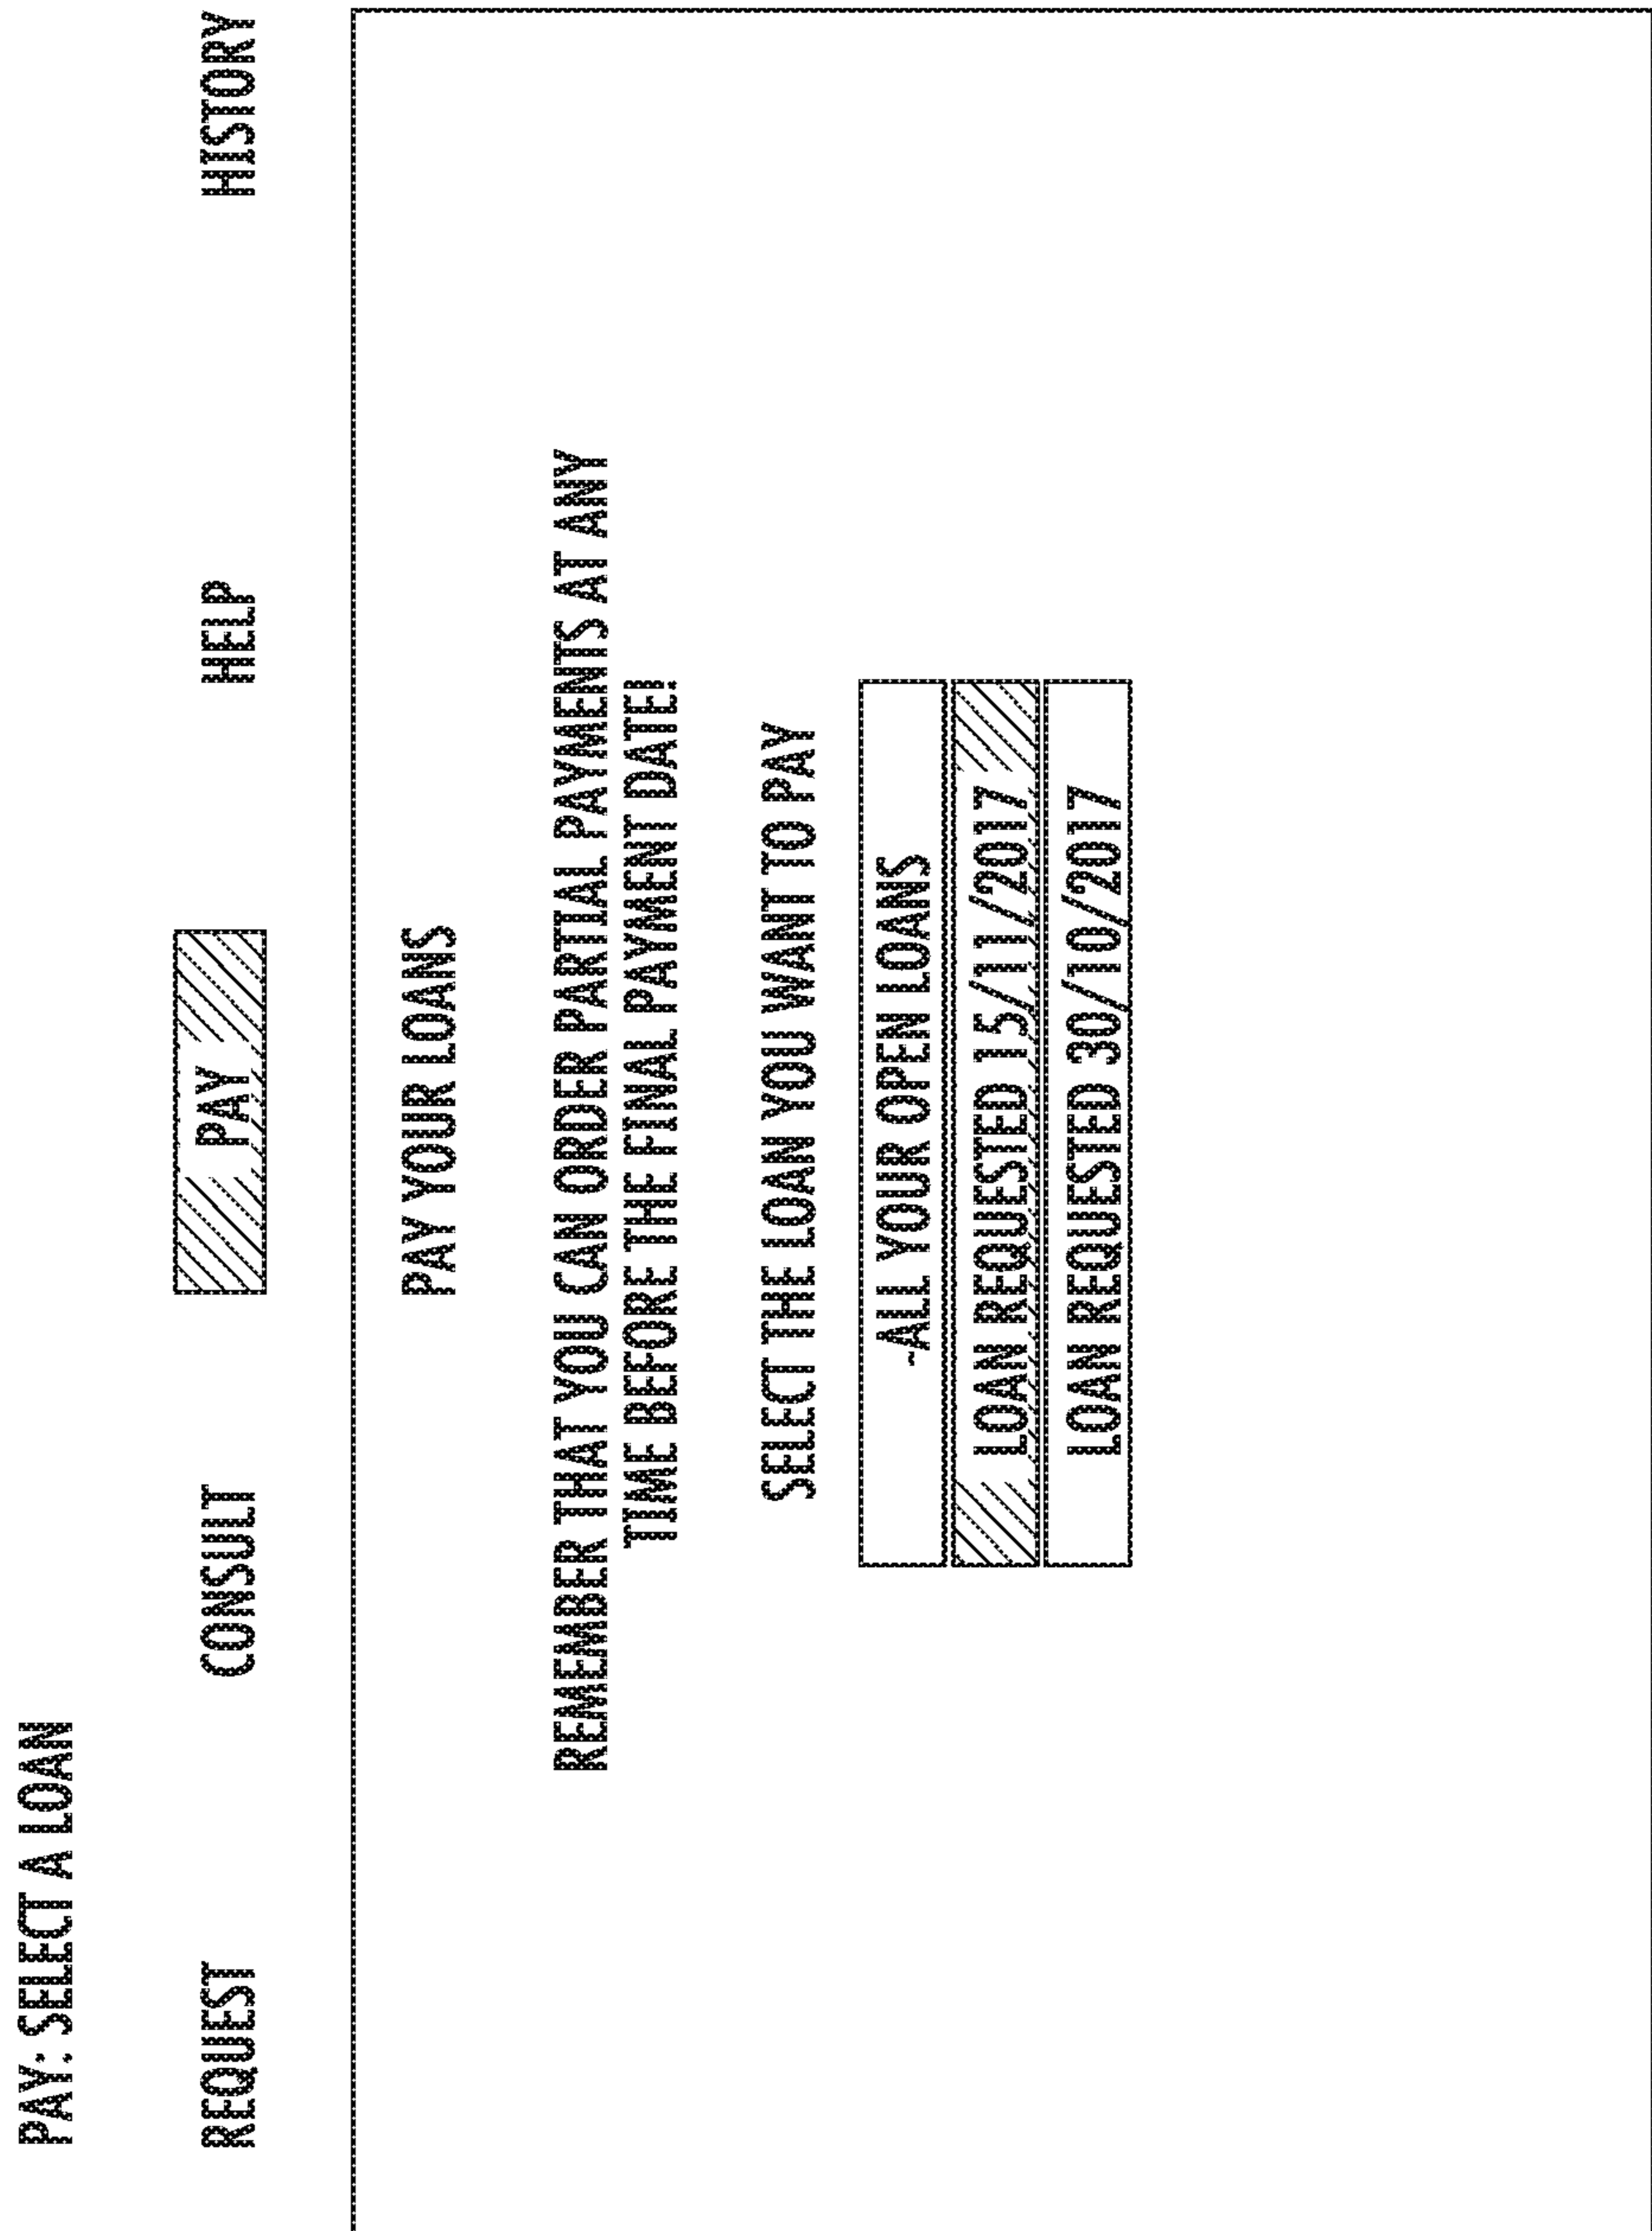 PAY: SELECT A LOAN
REQUEST CONSULT PAY HELP HISTORY
PAY YOUR LOANS
REMEMBER THAT YOU CAN ORDER PARTIAL PAYMENTS AT ANY
TIME BEFORE THE FINAL PAYMENT DATE!
SELECT THE LOAN YOU WANT TO PAY
-ALL YOUR OPEN LOANS
LOAN REQUESTED 15/11/2017
LOAN REQUESTED 30/10/2017